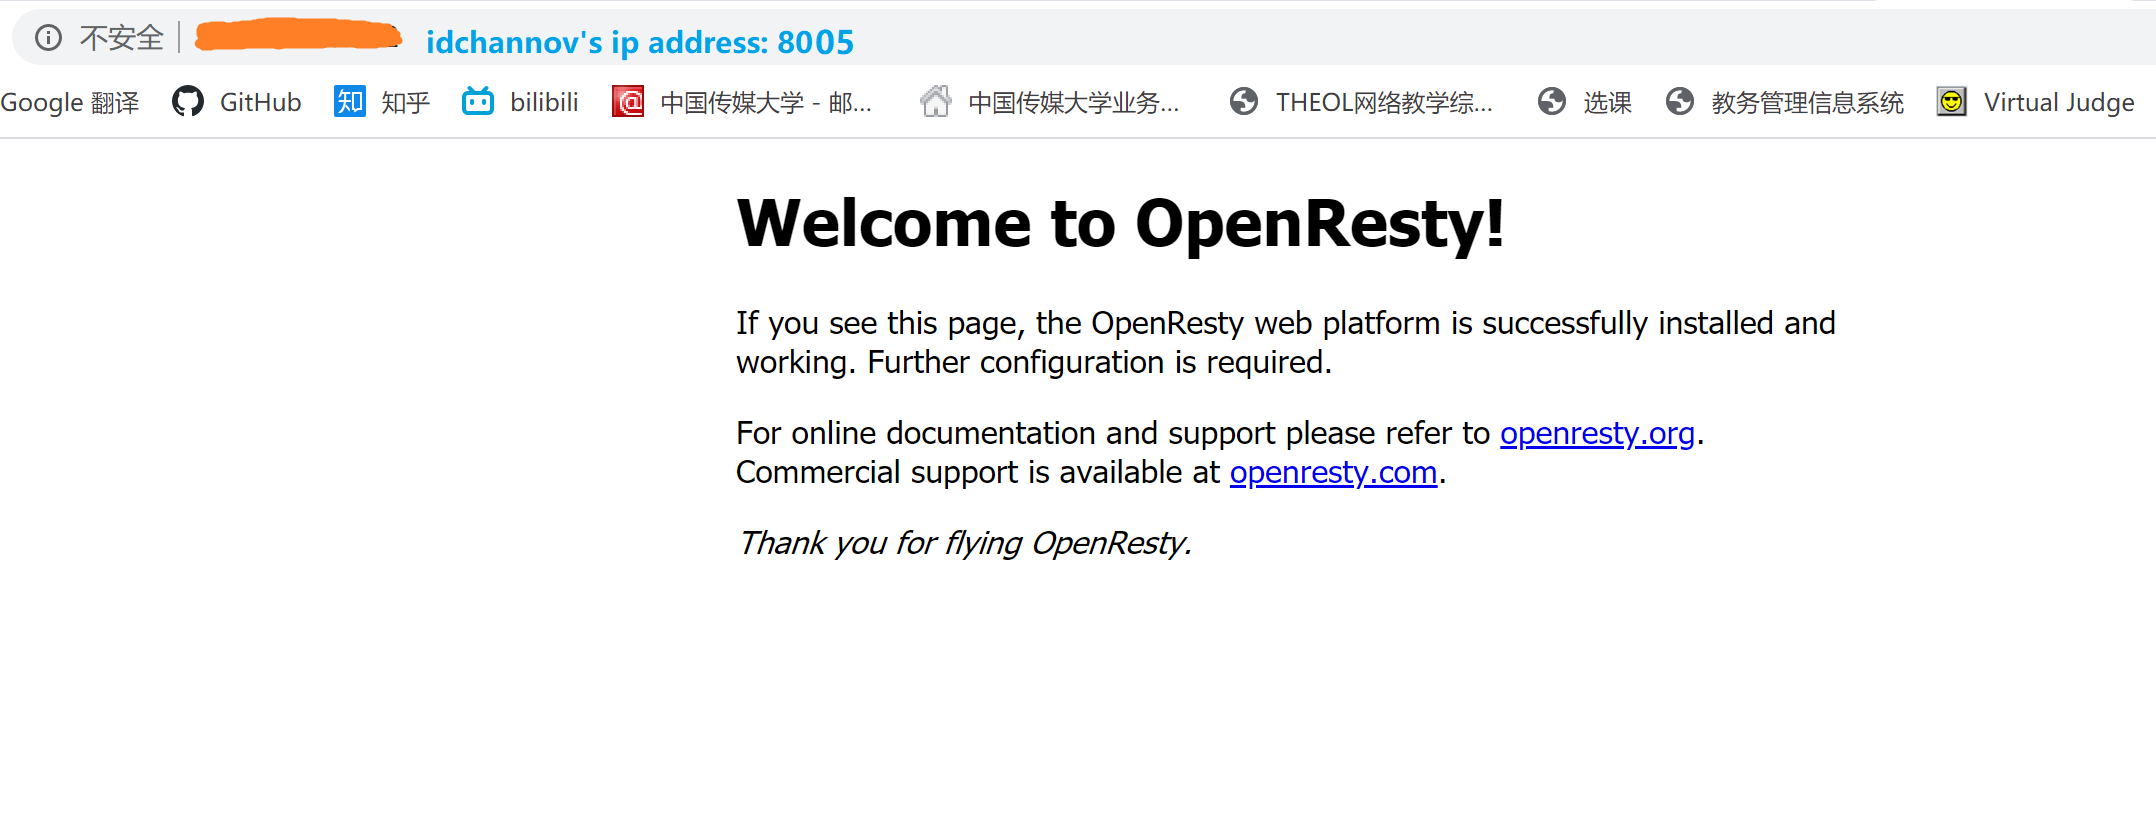 不安全 idchannov's ip address: 8005
Google 翻译 GitHub 知 知乎 bilibili @ 中国传媒大学 - 邮... 中国传媒大学业务... THEOL网络教学综... 选课 教务管理信息系统 Virtual Judge
Welcome to OpenResty!
If you see this page, the OpenResty web platform is successfully installed and
working. Further configuration is required.
For online documentation and support please refer to openresty.org.
Commercial support is available at openresty.com.
Thank you for flying OpenResty.